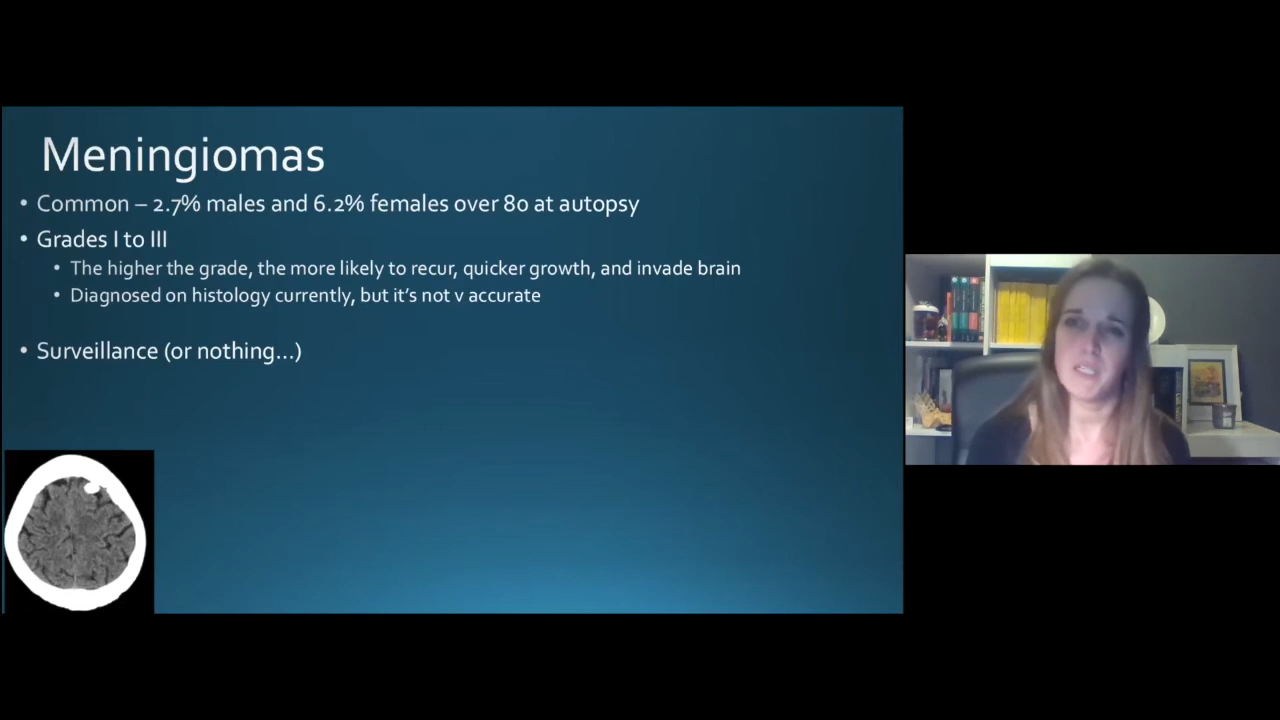 Meningiomas
• Common – 2.7% males and 6.2% females over 80 at autopsy
• Grades I to III
• The higher the grade, the more likely to recur, quicker growth, and invade brain
• Diagnosed on histology currently, but it's not v accurate
• Surveillance (or nothing…)